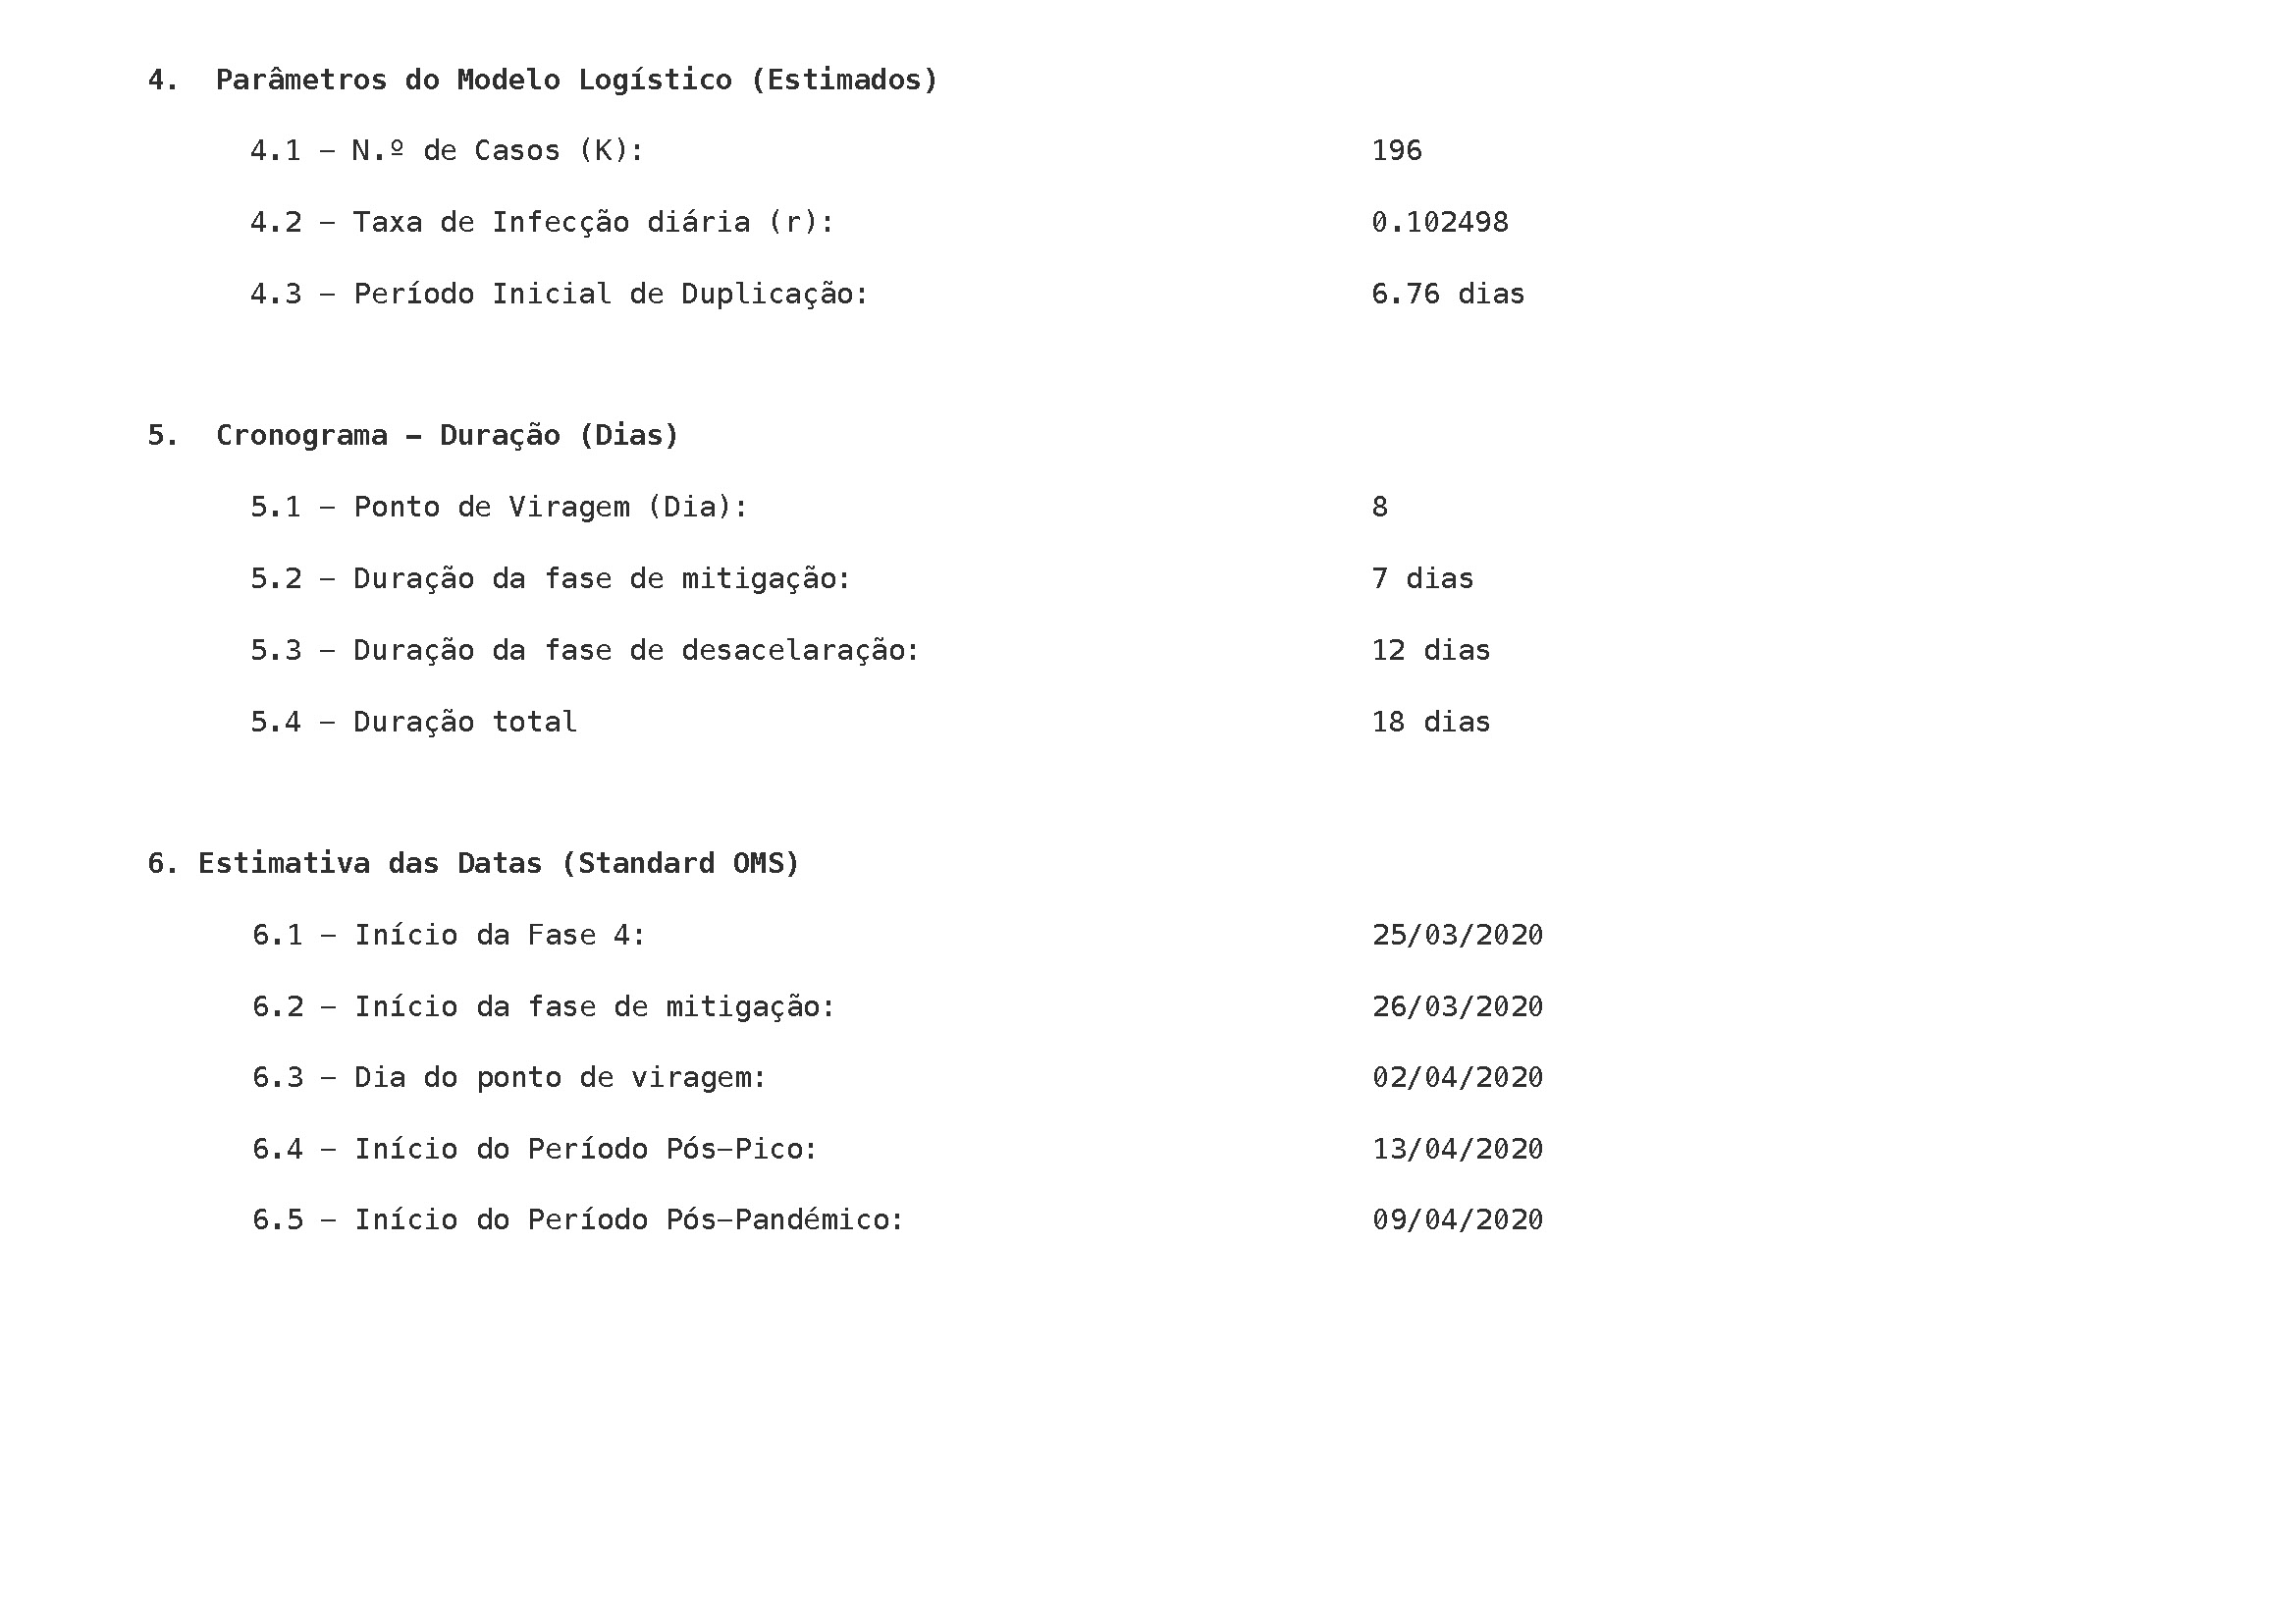 4. Parâmetros do Modelo Logístico (Estimados)
4.1 – N.º de Casos (K): 196
4.2 – Taxa de Infecção diária (r): 0.102498
4.3 – Período Inicial de Duplicação: 6.76 dias
5. Cronograma – Duração (Dias)
5.1 – Ponto de Viragem (Dia): 8
5.2 – Duração da fase de mitigação: 7 dias
5.3 – Duração da fase de desacelaração: 12 dias
5.4 – Duração total 18 dias
6. Estimativa das Datas (Standard OMS)
6.1 – Início da Fase 4: 25/03/2020
6.2 – Início da fase de mitigação: 26/03/2020
6.3 – Dia do ponto de viragem: 02/04/2020
6.4 – Início do Período Pós–Pico: 13/04/2020
6.5 – Início do Período Pós–Pandémico: 09/04/2020